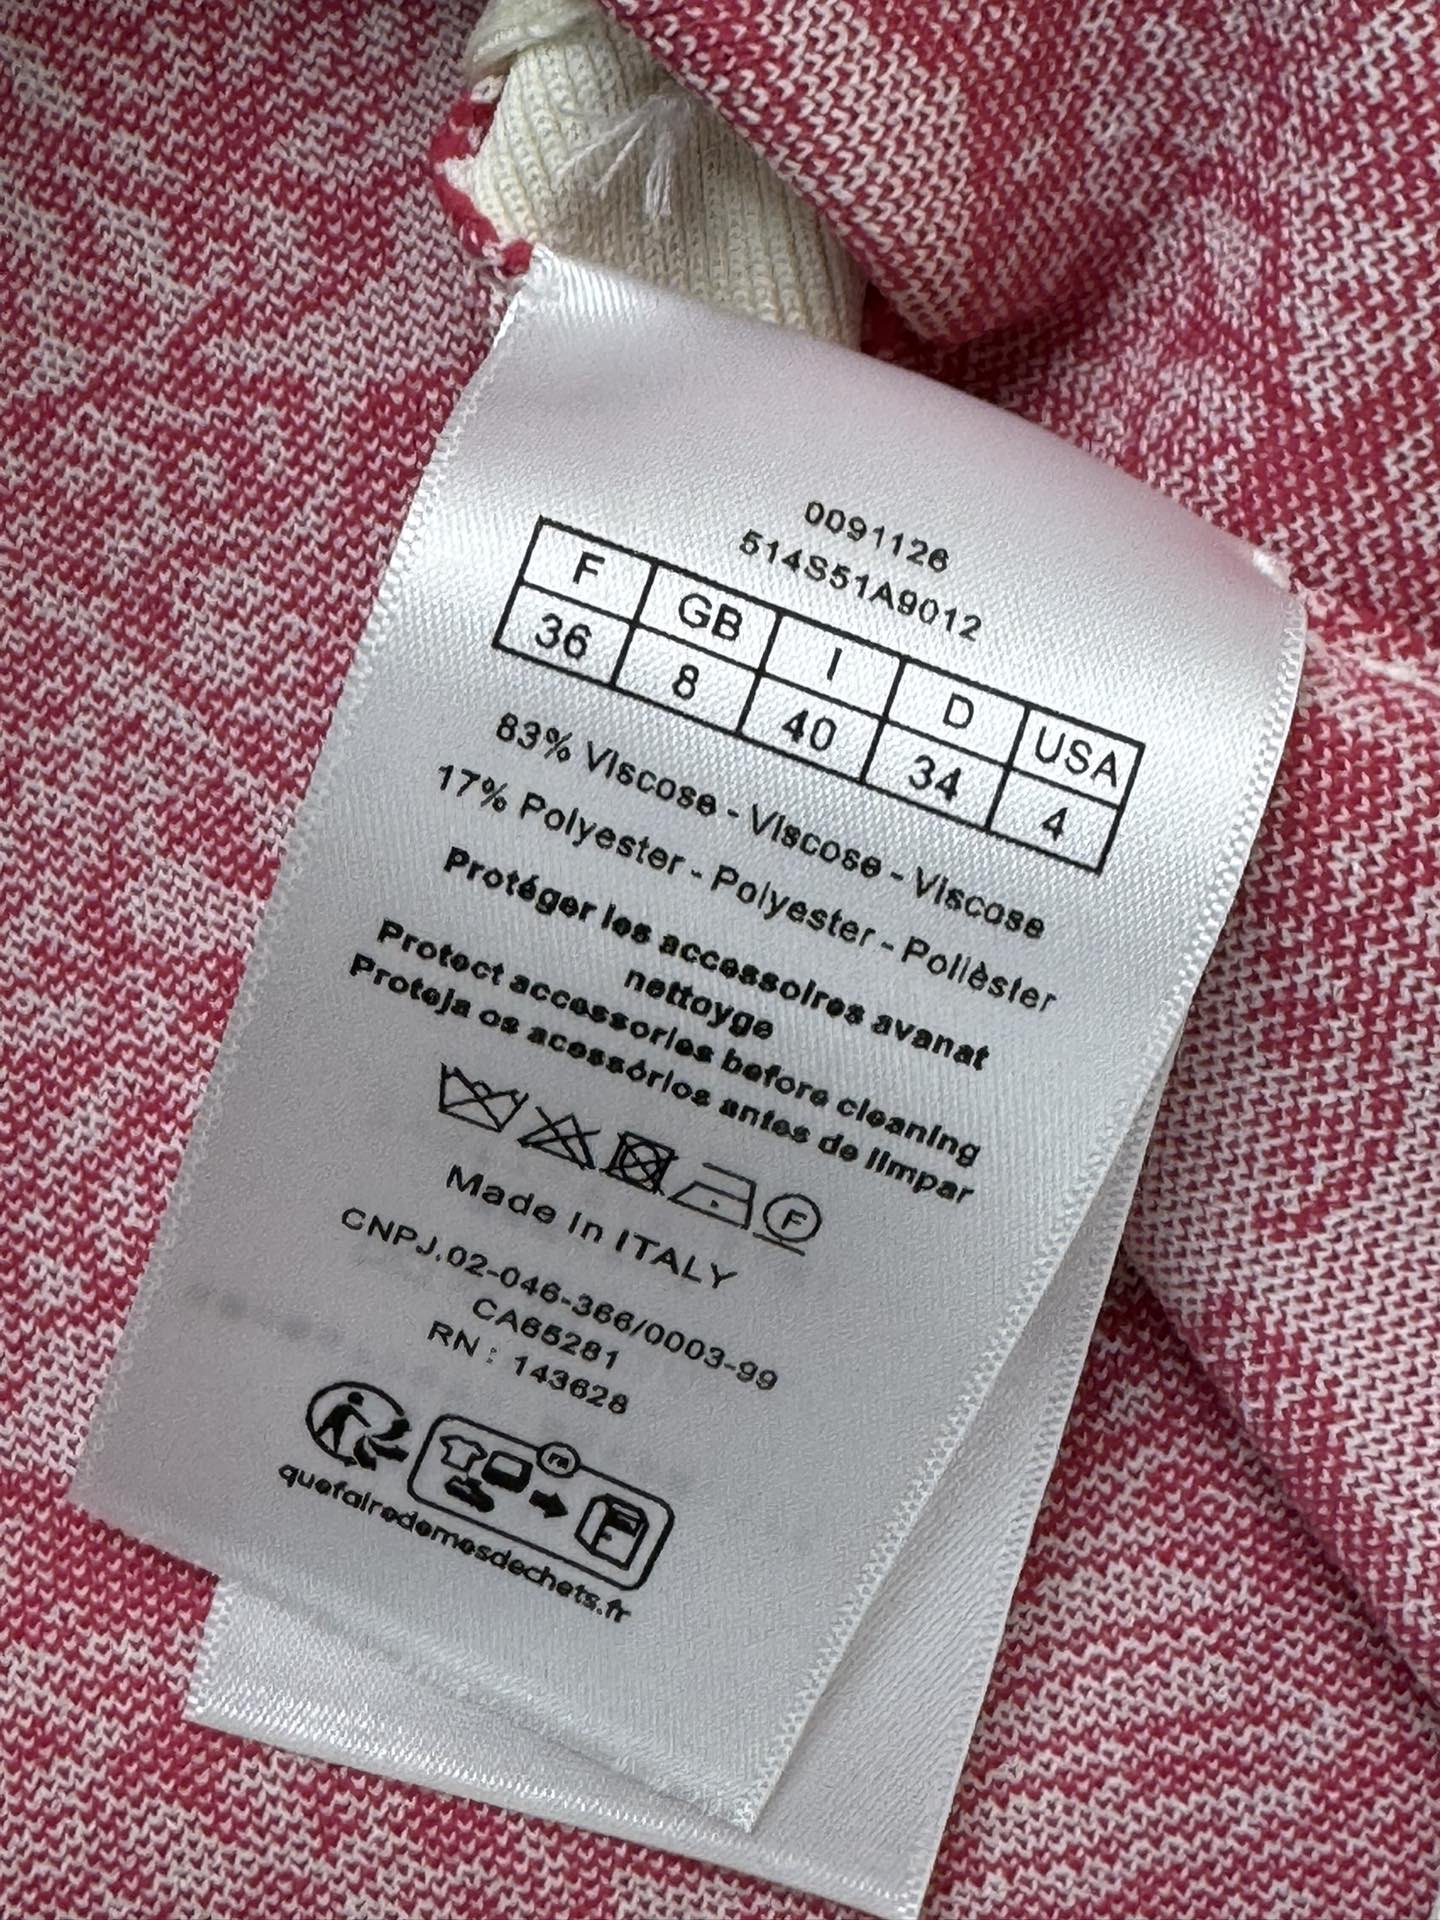 0091126
514S51A9012
F GB I D USA
36 8 40 34 4
83% Viscose - Viscose - Viscose
17% Polyester - Polyester - Polièster
Protéger les accessoires avanat
nettoyge
Protect accessories before cleaning
Proteja os acessórios antes de limpar
F
Made in ITALY
CNPJ.02-046-366/0003-99
CA65281
RN : 143628
FR
quefairedemesdechets.fr